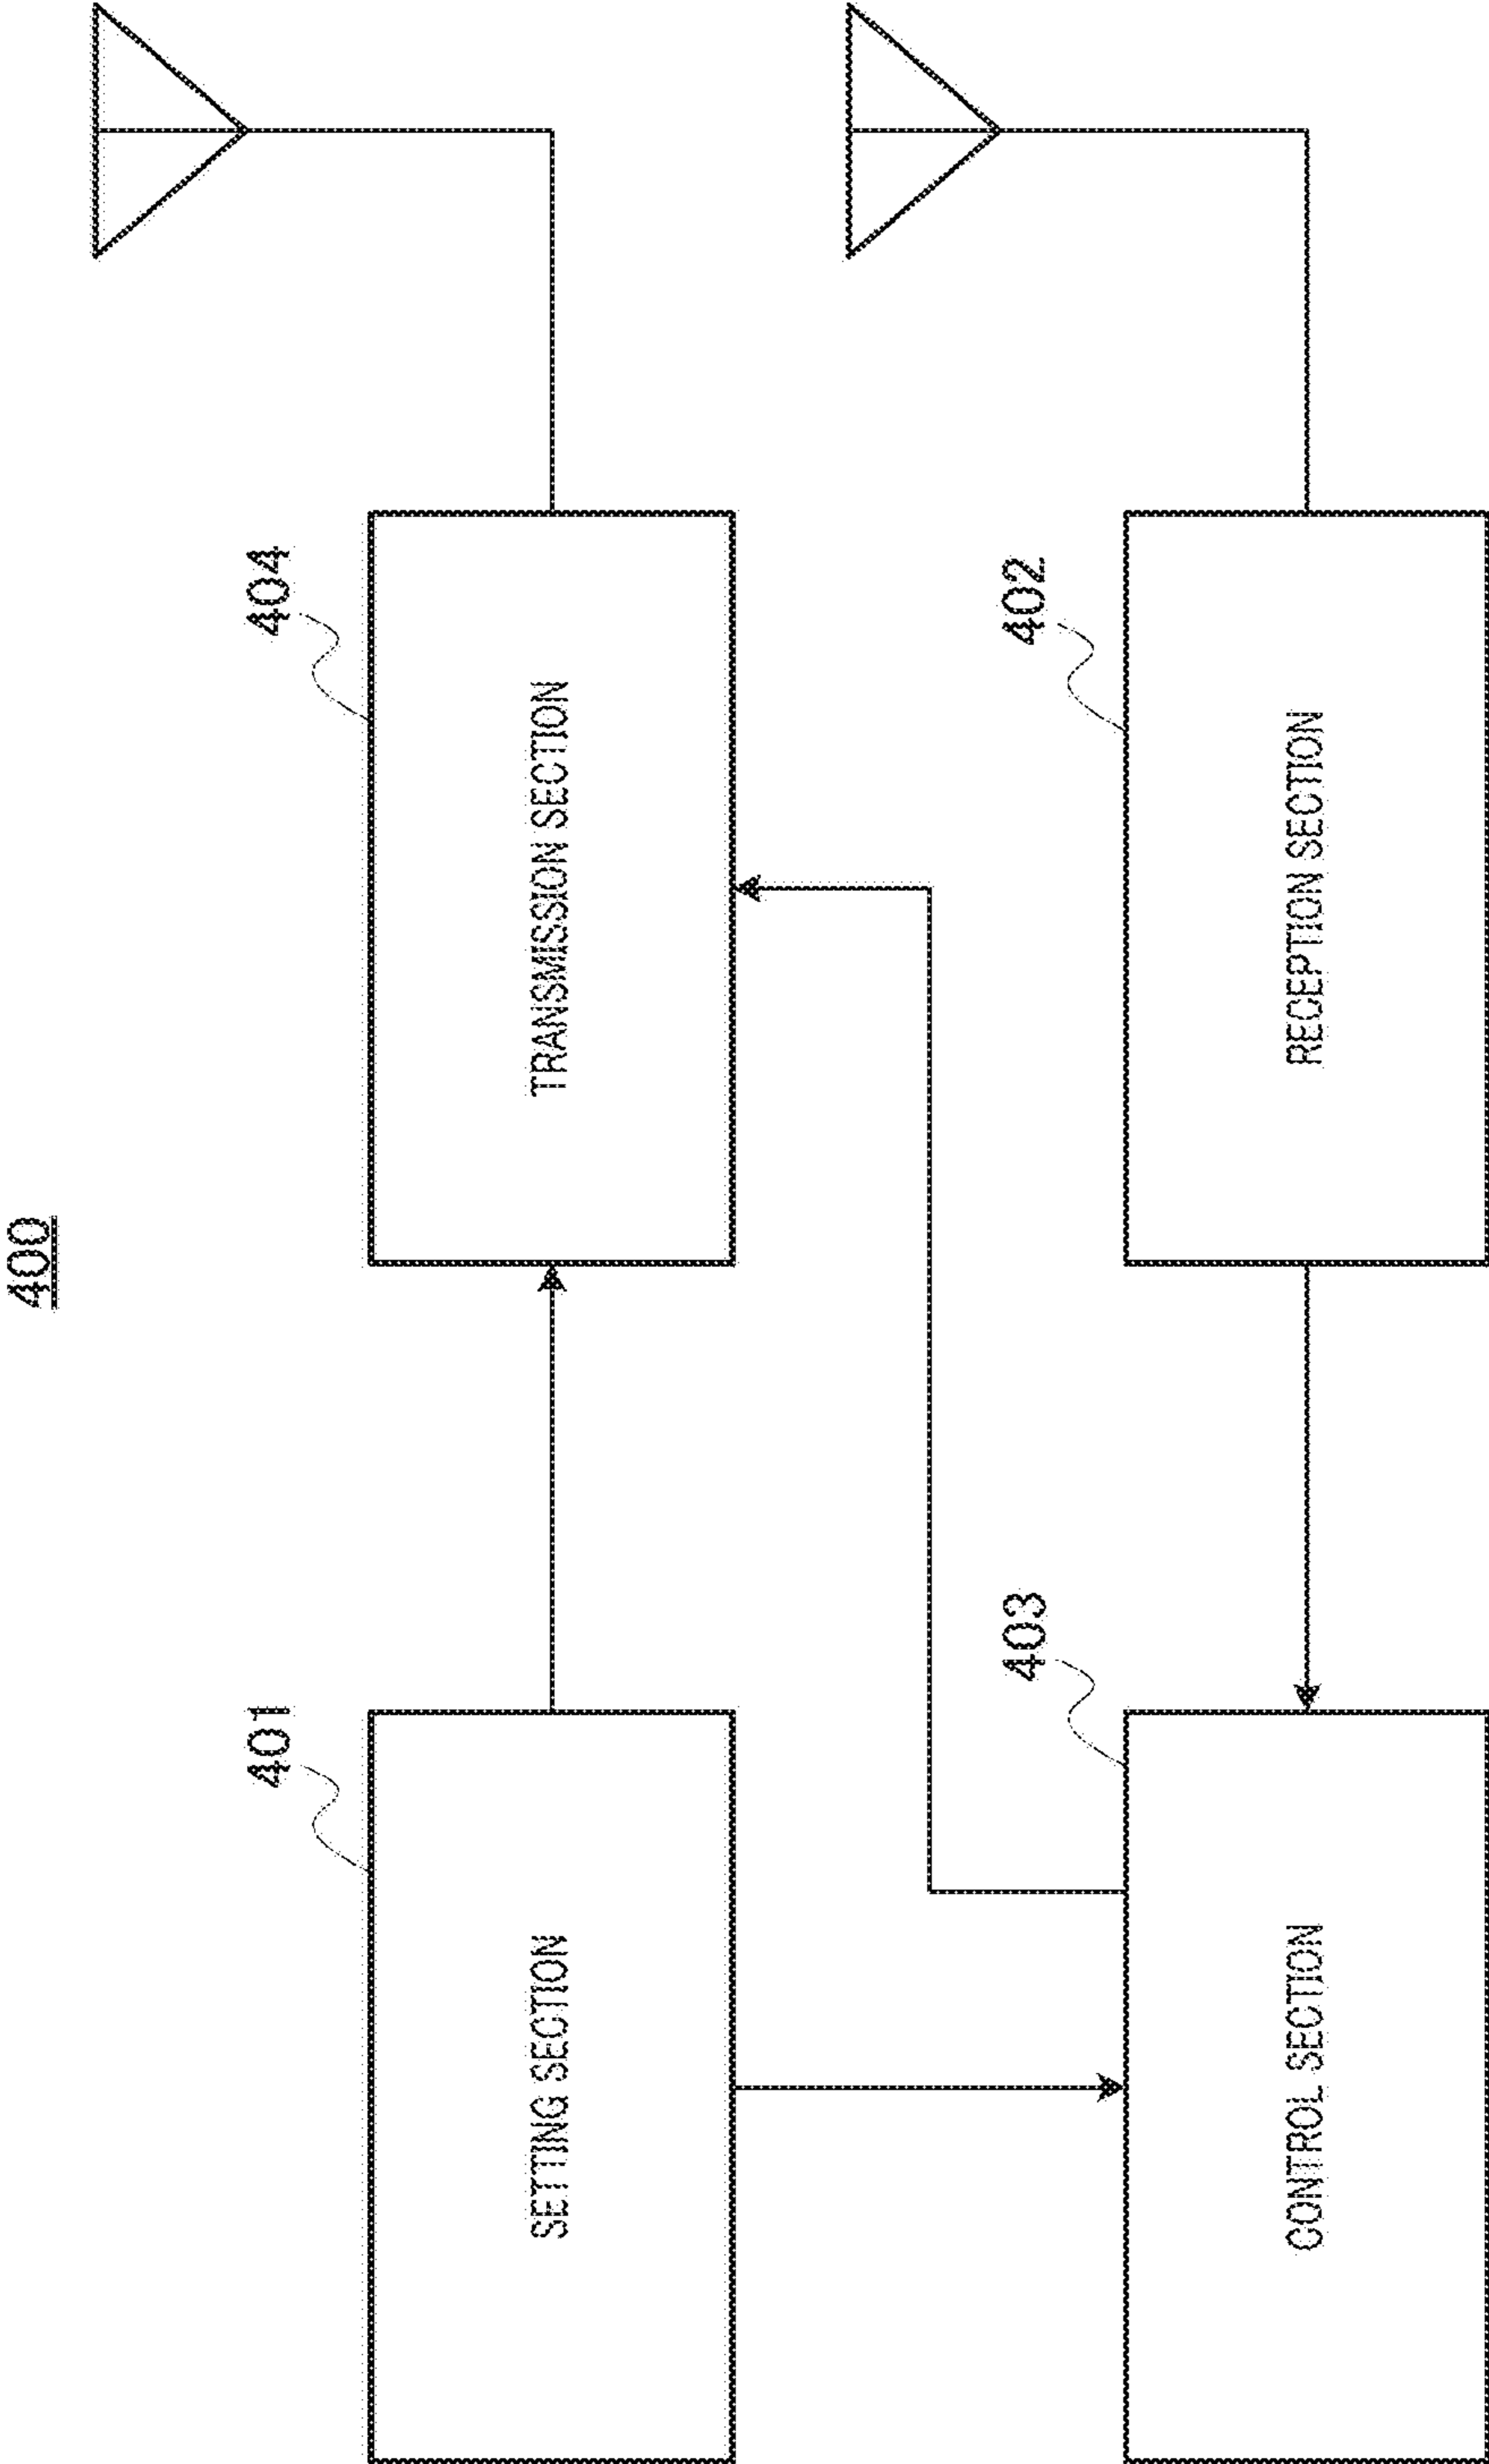 400
401
SETTING SECTION
404
TRANSMISSION SECTION
403
CONTROL SECTION
402
RECEPTION SECTION